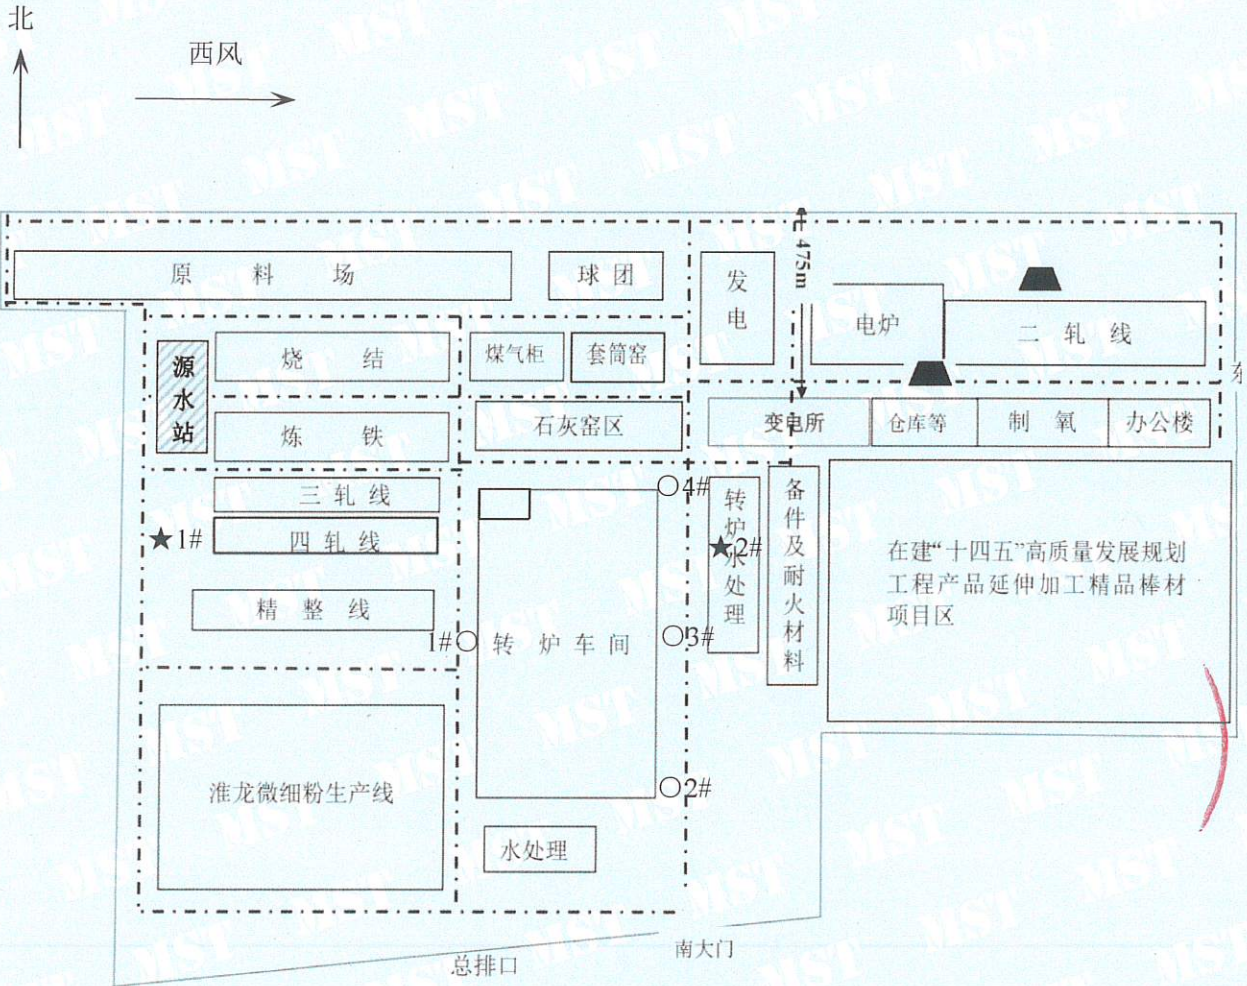 北
西风
475m
原 料 场
球 团
发电
电炉
二 轧 线
源水站
烧 结
煤气柜
套筒窑
炼 铁
石灰窑区
变电所
仓库等
制 氧
办公楼
三 轧 线
★1#
四 轧 线
○4#
转炉水处理
★2#
备件及耐火材料
在建“十四五”高质量发展规划
工程产品延伸加工精品棒材
项目区
精 整 线
1#○
转 炉 车 间
○3#
淮龙微细粉生产线
○2#
水处理
南大门
总排口
MST